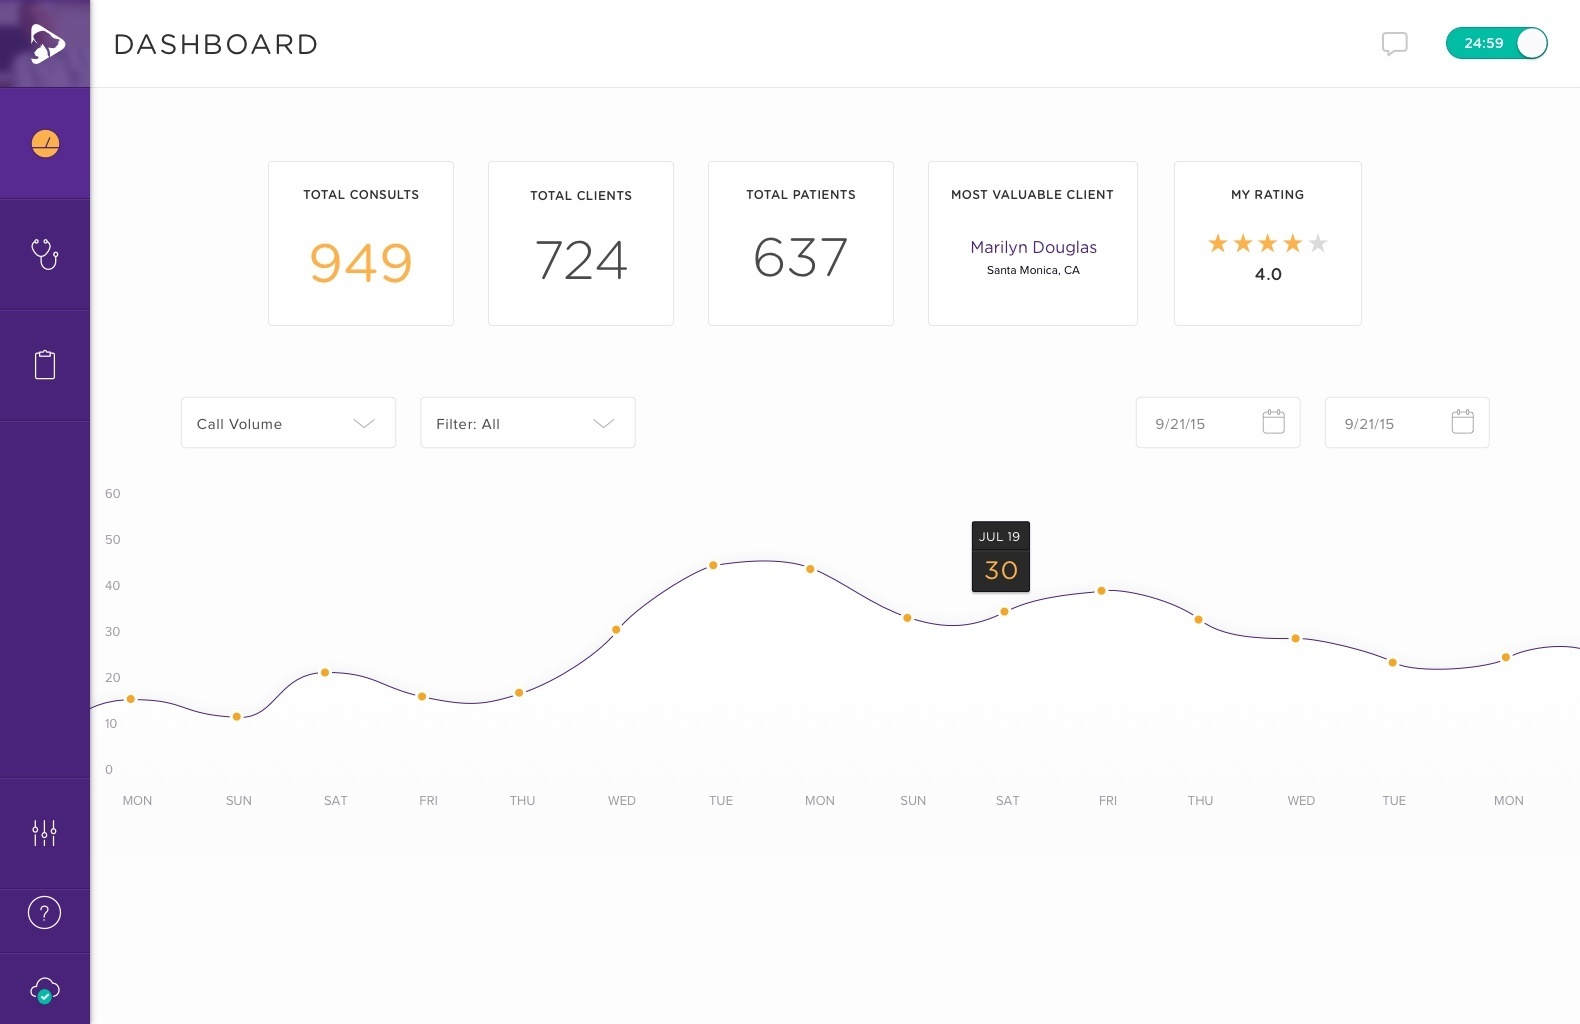 DASHBOARD
24:59
TOTAL CONSULTS
949
TOTAL CLIENTS
724
TOTAL PATIENTS
637
MOST VALUABLE CLIENT
Marilyn Douglas
Santa Monica, CA
MY RATING
4.0
Call Volume
Filter: All
9/21/15
9/21/15
60
50
40
30
20
10
0
JUL 19
30
MON
SUN
SAT
FRI
THU
WED
TUE
MON
SUN
SAT
FRI
THU
WED
TUE
MON
?